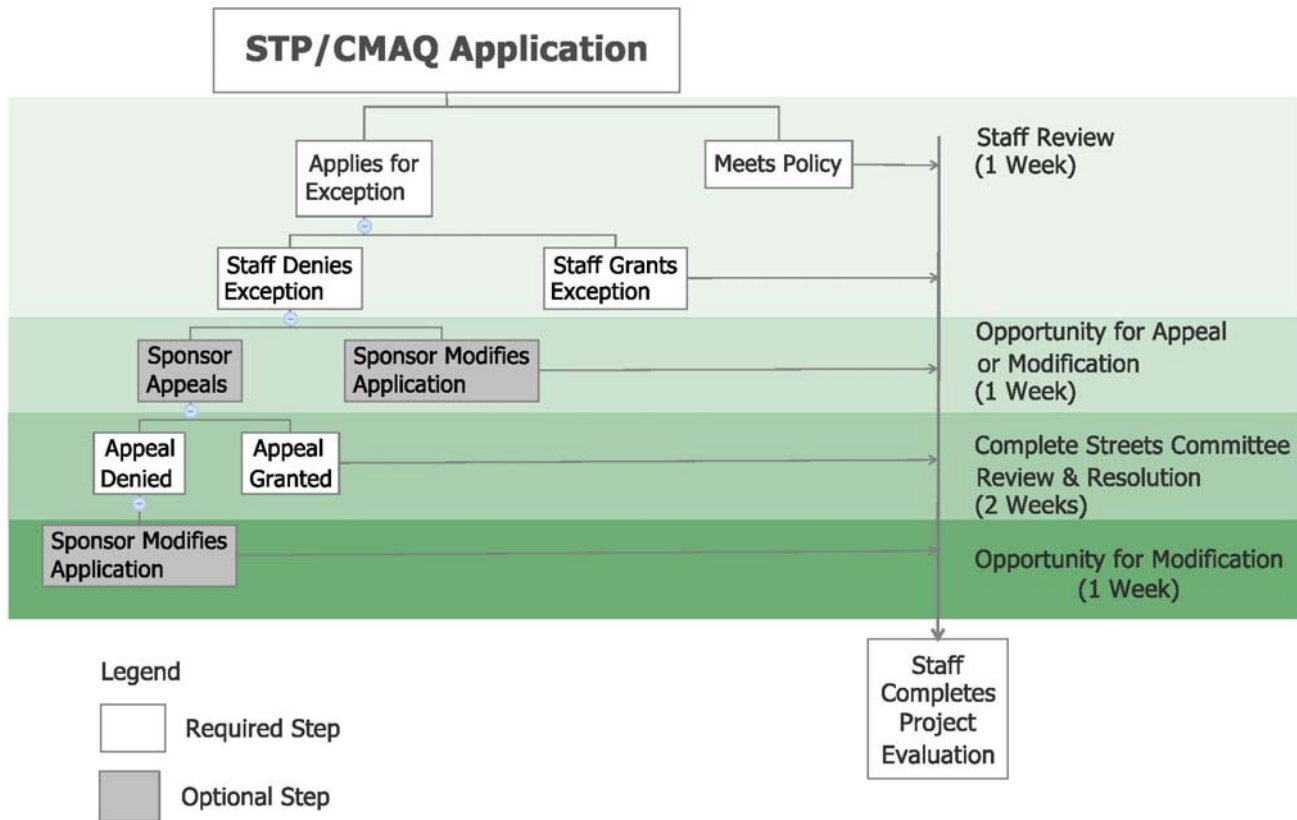 STP/CMAQ Application
Applies for
Exception
Meets Policy
Staff Review
(1 Week)
Staff Denies
Exception
Staff Grants
Exception
Sponsor
Appeals
Sponsor Modifies
Application
Opportunity for Appeal
or Modification
(1 Week)
Appeal
Denied
Appeal
Granted
Complete Streets Committee
Review & Resolution
(2 Weeks)
Sponsor Modifies
Application
Opportunity for Modification
(1 Week)
Staff
Completes
Project
Evaluation
Legend
Required Step
Optional Step